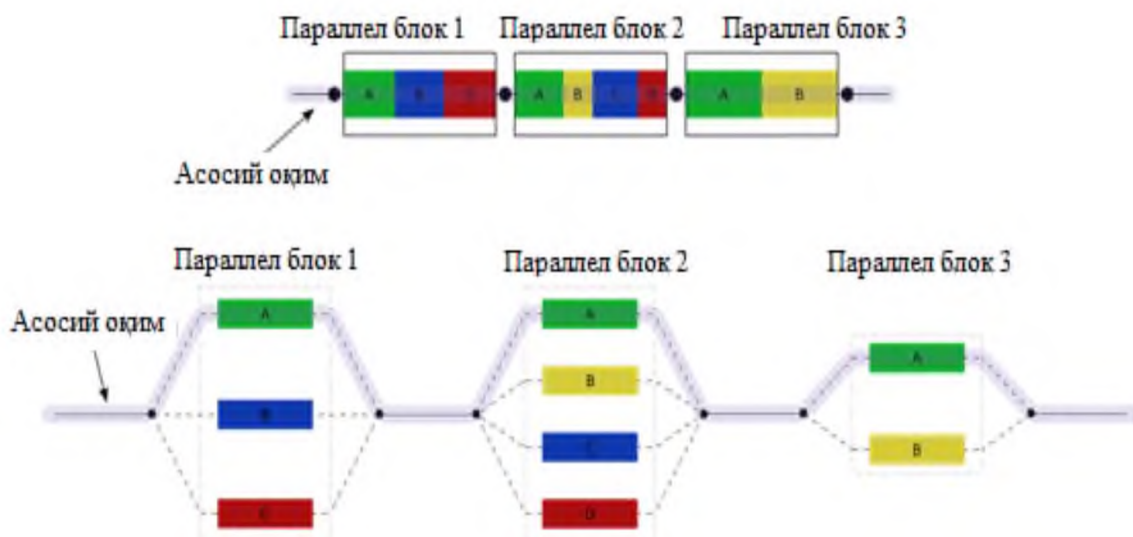 Параллел блок 1 Параллел блок 2 Параллел блок 3
A B C A B C D A B
Асосий оқим
Параллел блок 1 Параллел блок 2 Параллел блок 3
Асосий оқим
A A
A
B
B C
B
C D